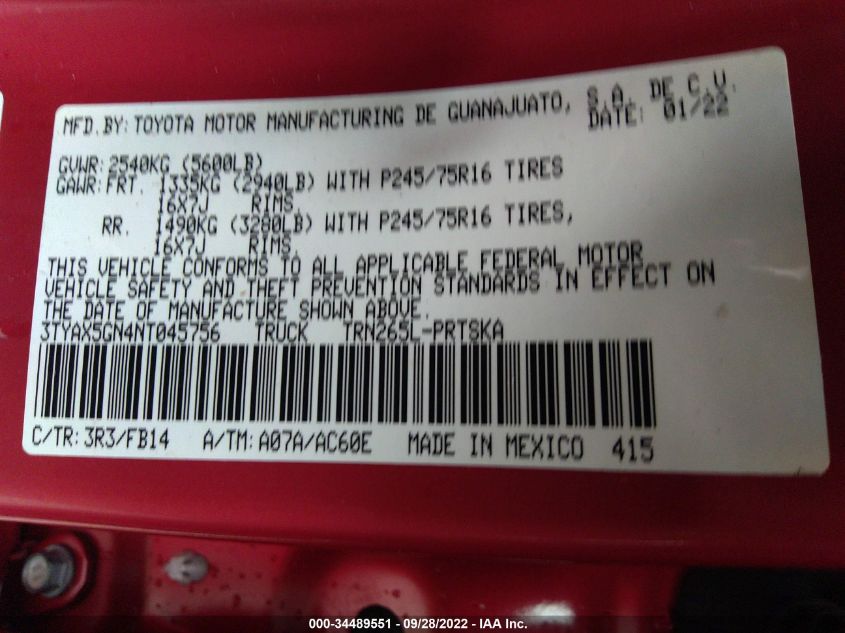 MFD.BY: TOYOTA MOTOR MANUFACTURING DE GUANAJUATO, S.A. DE C.V.
DATE: 01/22
GVWR: 2540KG (5600LB)
GAWR: FRT. 1335KG (2940LB) WITH P245/75R16 TIRES
16X7J RIMS,
RR. 1490KG (3280LB) WITH P245/75R16 TIRES,
16X7J RIMS
THIS VEHICLE CONFORMS TO ALL APPLICABLE FEDERAL MOTOR
VEHICLE SAFETY AND THEFT PREVENTION STANDARDS IN EFFECT ON
THE DATE OF MANUFACTURE SHOWN ABOVE.
3TYAX5GN4NT045756 TRUCK TRN265L-PRTSKA
C/TR: 3R3/FB14 A/TM: A07A/AC60E MADE IN MEXICO 415
000-34489551 - 09/28/2022 - IAA Inc.